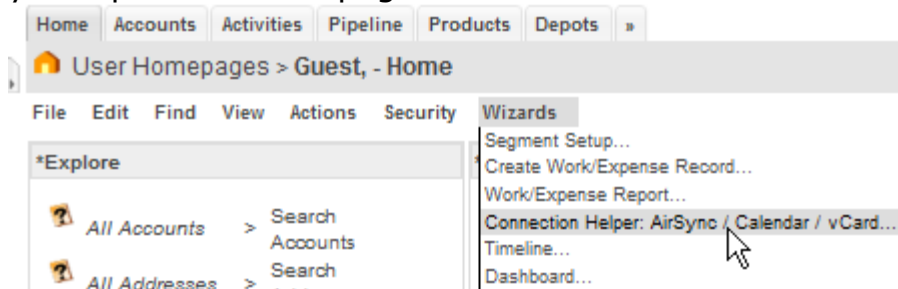 Home Accounts Activities Pipeline Products Depots »
User Homepages > Guest, - Home
File Edit Find View Actions Security Wizards
Segment Setup...
*Explore
Create Work/Expense Record...
Work/Expense Report...
All Accounts > Search Accounts
Connection Helper: AirSync / Calendar / vCard...
Timeline...
All Addresses > Search
Dashboard...